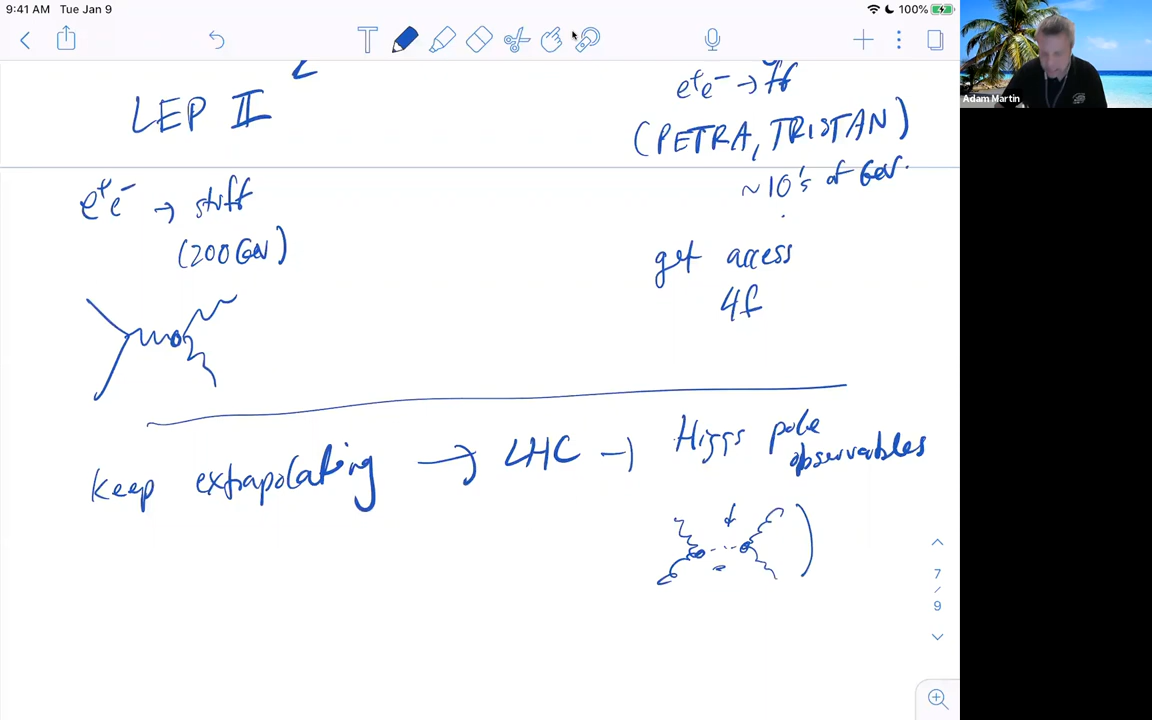 9:41 AM Tue Jan 9
100%
Adam Martin
LEP II
e⁺e⁻ → stuff
(200 GeV)
e⁺e⁻ → ff
(PETRA, TRISTAN)
~10's of GeV.
get access
4f
keep extrapolating → LHC → Higgs pole
observables
7
/
9